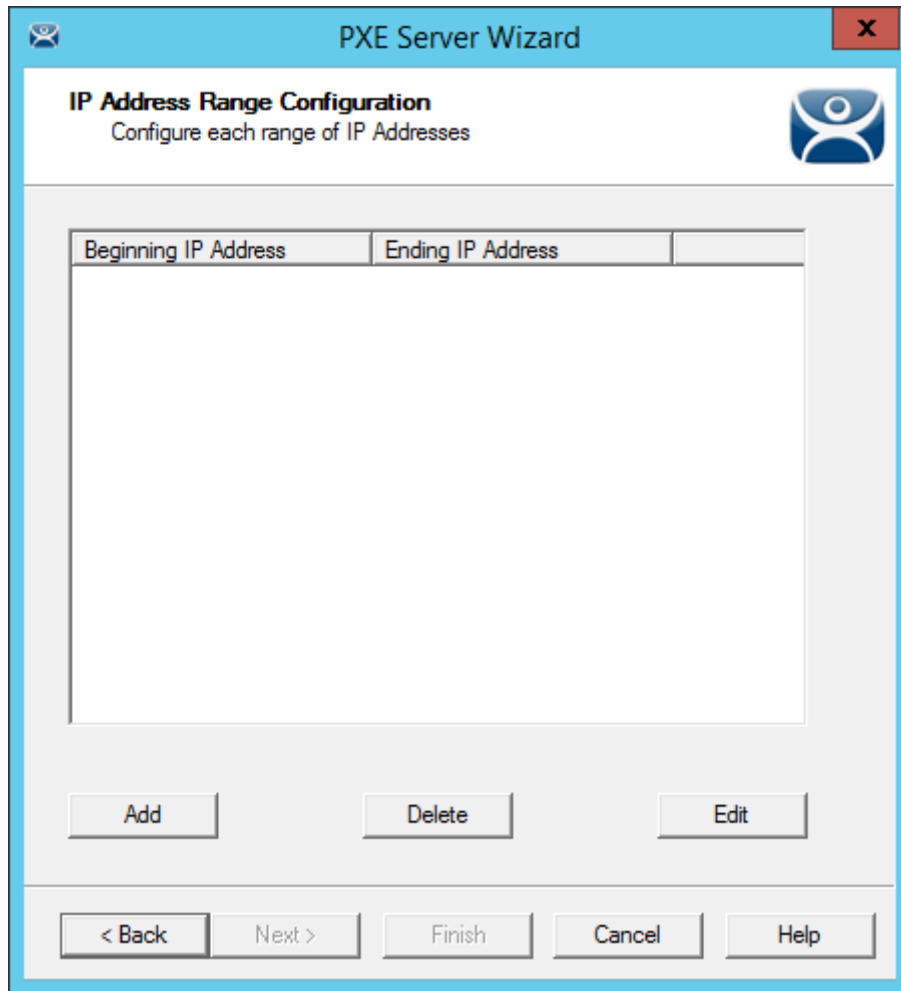 PXE Server Wizard
x
IP Address Range Configuration
Configure each range of IP Addresses
Beginning IP Address Ending IP Address
Add Delete Edit
< Back Next > Finish Cancel Help